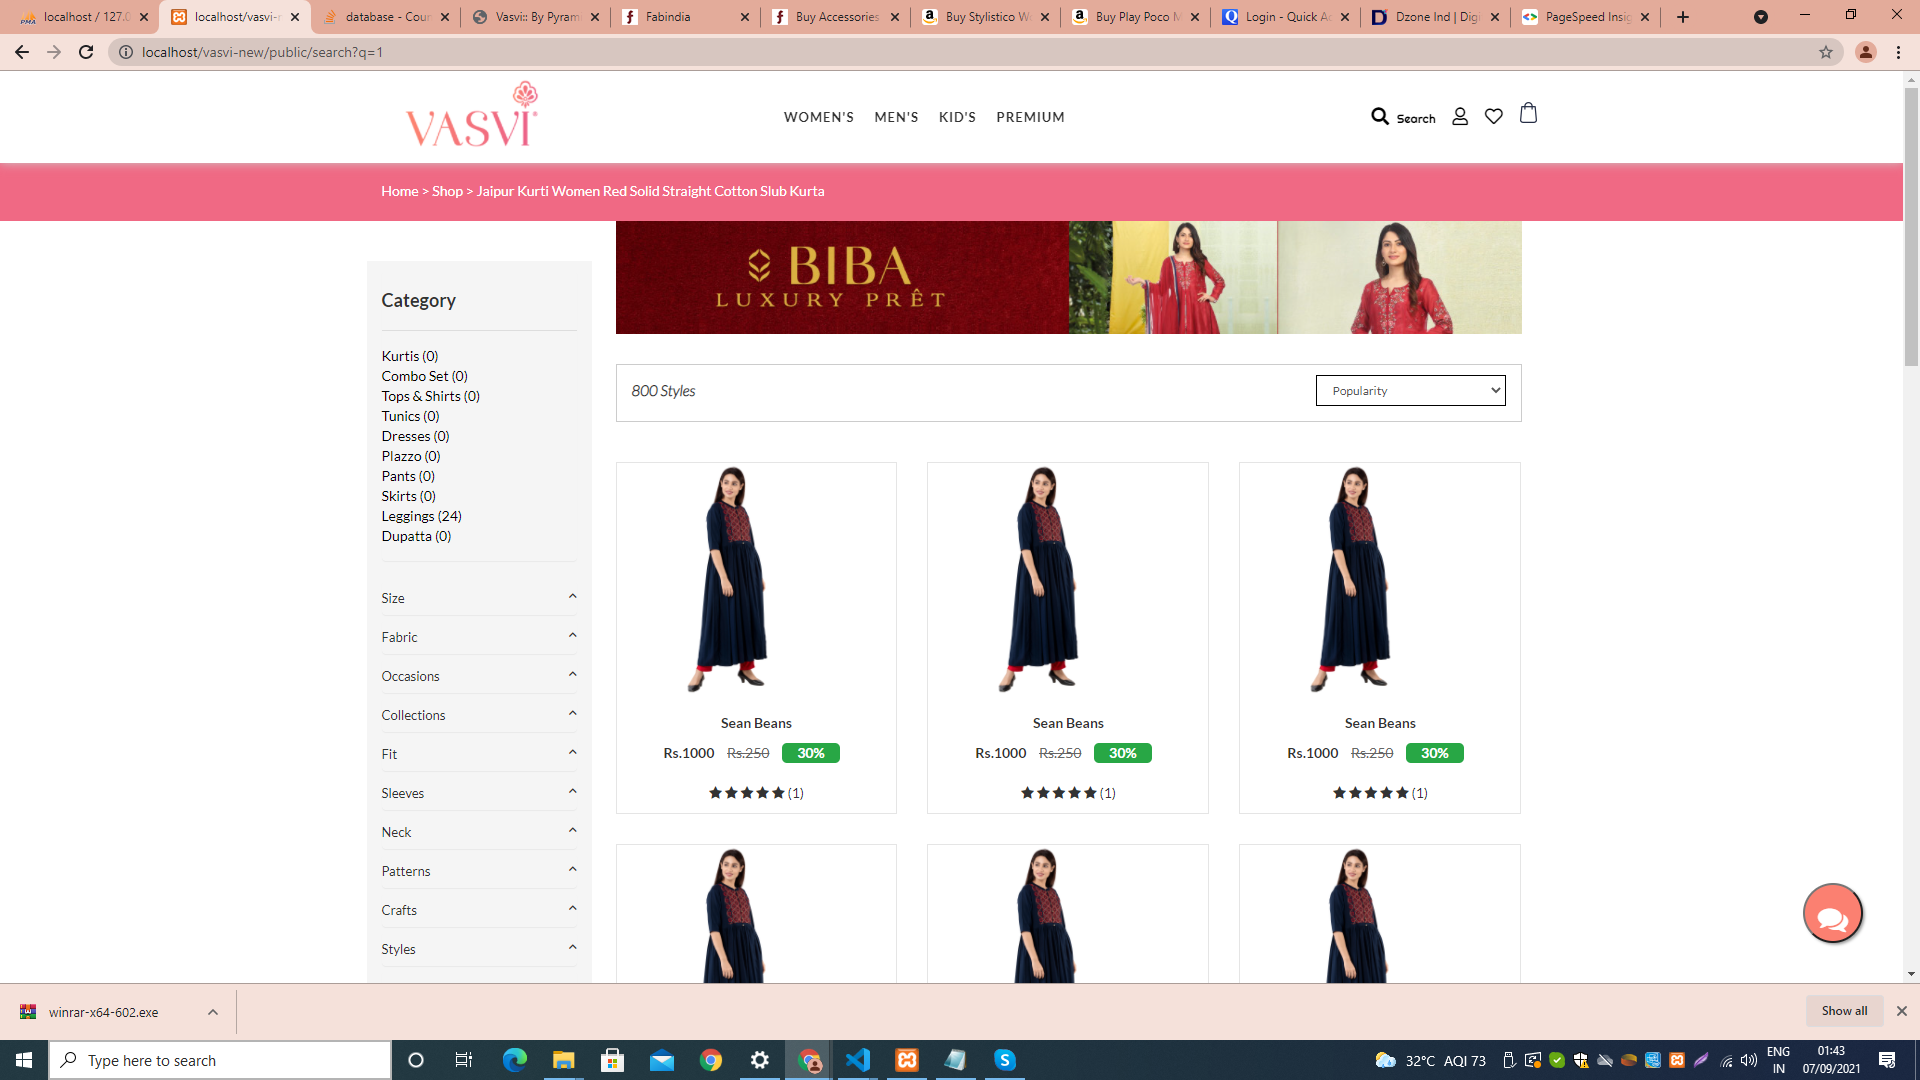 localhost / 127.0
localhost/vasvi-n
database - Coun
Vasvi:: By Pyram
Fabindia
Buy Accessories
Buy Stylistico W
Buy Play Poco M
Login - Quick Ad
Dzone Ind | Digi
PageSpeed Insig
localhost/vasvi-new/public/search?q=1
VASVI
WOMEN'S MEN'S KID'S PREMIUM
Search
Home > Shop > Jaipur Kurti Women Red Solid Straight Cotton Slub Kurta
BIBA
LUXURY PRÊT
Category
Kurtis (0)
Combo Set (0)
Tops & Shirts (0)
Tunics (0)
Dresses (0)
Plazzo (0)
Pants (0)
Skirts (0)
Leggings (24)
Dupatta (0)
Size
Fabric
Occasions
Collections
Fit
Sleeves
Neck
Patterns
Crafts
Styles
800 Styles
Popularity
Sean Beans
Rs.1000 Rs.250 30%
(1)
Sean Beans
Rs.1000 Rs.250 30%
(1)
Sean Beans
Rs.1000 Rs.250 30%
(1)
winrar-x64-602.exe
Show all
Type here to search
32°C AQI 73
ENG
IN
01:43
07/09/2021